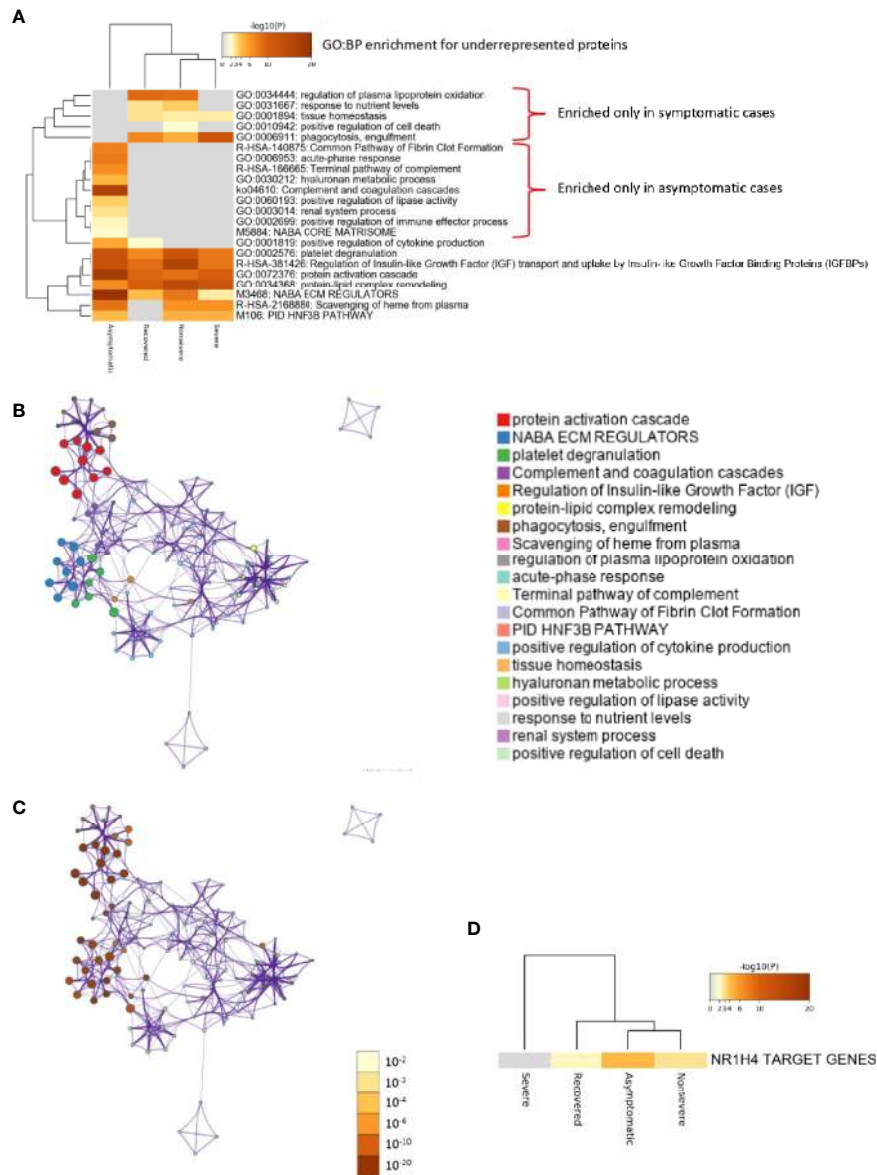 A
-log10(P)
0 2 3 4 6 10 20
GO:BP enrichment for underrepresented proteins
GO:0034444: regulation of plasma lipoprotein oxidation
GO:0031667: response to nutrient levels
GO:0001894: tissue homeostasis
GO:0010942: positive regulation of cell death
GO:0006911: phagocytosis, engulfment
Enriched only in symptomatic cases
R-HSA-140875: Common Pathway of Fibrin Clot Formation
GO:0006953: acute-phase response
R-HSA-166665: Terminal pathway of complement
GO:0030212: hyaluronan metabolic process
ko04610: Complement and coagulation cascades
GO:0060193: positive regulation of lipase activity
GO:0003014: renal system process
GO:0002699: positive regulation of immune effector process
M5884: NABA CORE MATRISOME
Enriched only in asymptomatic cases
GO:0001819: positive regulation of cytokine production
GO:0002576: platelet degranulation
R-HSA-381426: Regulation of Insulin-like Growth Factor (IGF) transport and uptake by Insulin-like Growth Factor Binding Proteins (IGFBPs)
GO:0072376: protein activation cascade
GO:0034368: protein-lipid complex remodeling
M3468: NABA ECM REGULATORS
R-HSA-2168880: Scavenging of heme from plasma
M106: PID HNF3B PATHWAY
Asymptomatic
Recovered
Nonsevere
Severe
B
protein activation cascade
NABA ECM REGULATORS
platelet degranulation
Complement and coagulation cascades
Regulation of Insulin-like Growth Factor (IGF)
protein-lipid complex remodeling
phagocytosis, engulfment
Scavenging of heme from plasma
regulation of plasma lipoprotein oxidation
acute-phase response
Terminal pathway of complement
Common Pathway of Fibrin Clot Formation
PID HNF3B PATHWAY
positive regulation of cytokine production
tissue homeostasis
hyaluronan metabolic process
positive regulation of lipase activity
response to nutrient levels
renal system process
positive regulation of cell death
C
10-2
10-3
10-4
10-6
10-10
10-20
D
-log10(P)
0 2 3 4 6 10 20
NR1H4 TARGET GENES
Severe
Recovered
Asymptomatic
Nonsevere